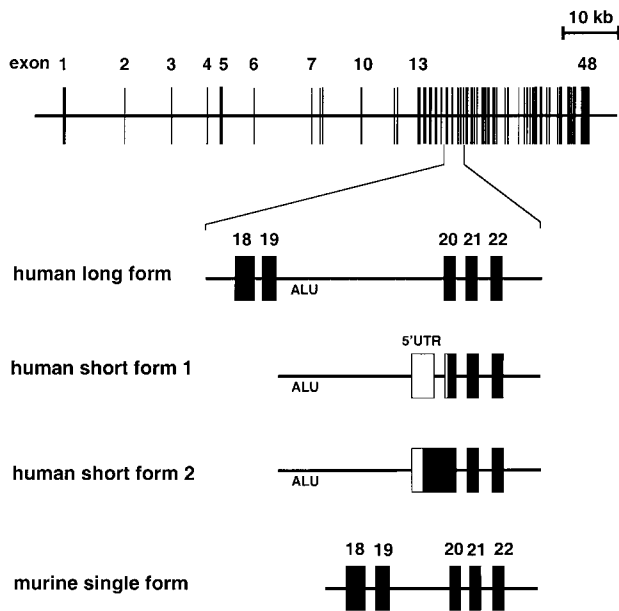 10 kb
exon 1 2 3 4 5 6 7 10 13 48
18 19 20 21 22
human long form
ALU
5'UTR
human short form 1
ALU
human short form 2
ALU
18 19 20 21 22
murine single form